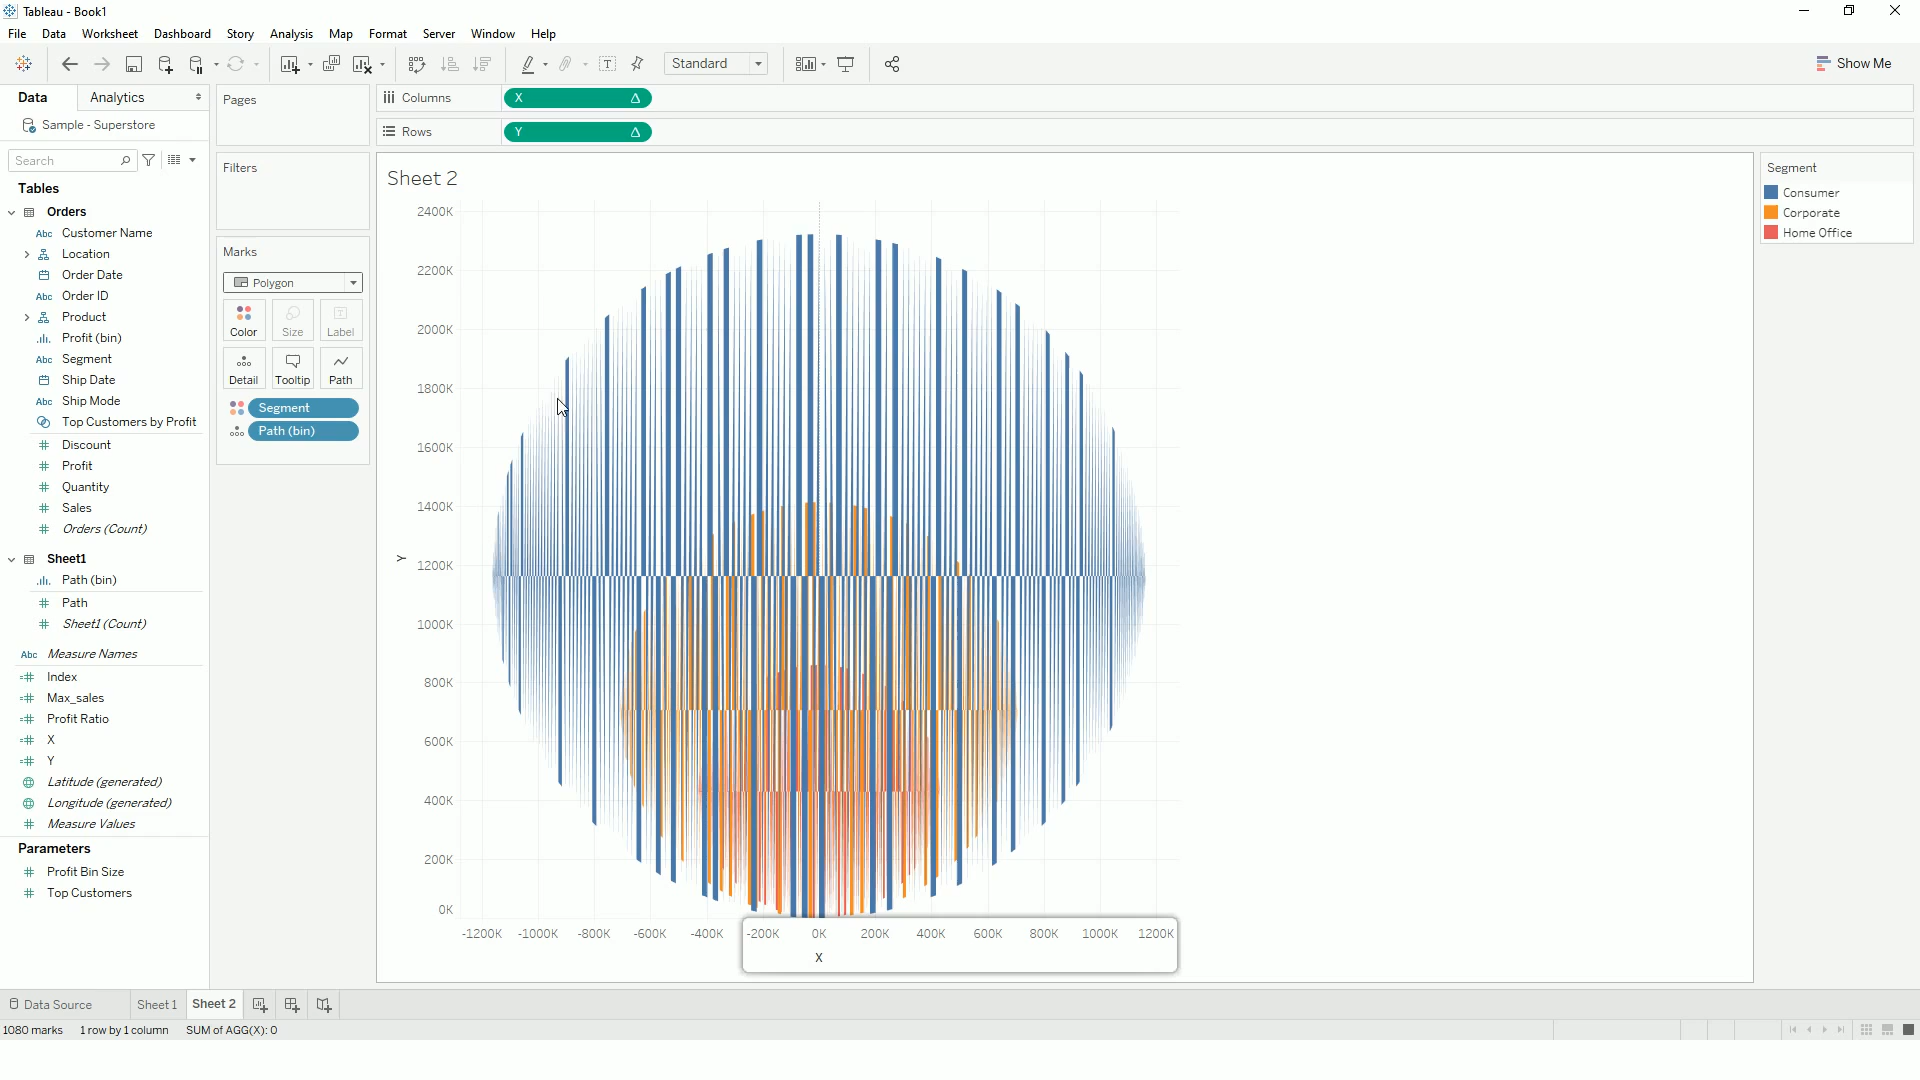 Tableau - Book1
File Data Worksheet Dashboard Story Analysis Map Format Server Window Help
Standard
Show Me
Data Analytics
Sample - Superstore
Search
Tables
Orders
Abc Customer Name
Location
Order Date
Abc Order ID
Product
Profit (bin)
Abc Segment
Ship Date
Abc Ship Mode
Top Customers by Profit
# Discount
# Profit
# Quantity
# Sales
# Orders (Count)
Sheet1
Path (bin)
# Path
# Sheet1 (Count)
Abc Measure Names
=# Index
=# Max_sales
=# Profit Ratio
=# X
=# Y
Latitude (generated)
Longitude (generated)
# Measure Values
Parameters
# Profit Bin Size
# Top Customers
Pages
Filters
Marks
Polygon
Color Size Label
Detail Tooltip Path
Segment
Path (bin)
Columns X Δ
Rows Y Δ
Sheet 2
2400K
2200K
2000K
1800K
1600K
1400K
1200K
1000K
800K
600K
400K
200K
0K
Y
-1200K -1000K -800K -600K -400K -200K 0K 200K 400K 600K 800K 1000K 1200K
X
Segment
Consumer
Corporate
Home Office
Data Source Sheet 1 Sheet 2
1080 marks 1 row by 1 column SUM of AGG(X): 0